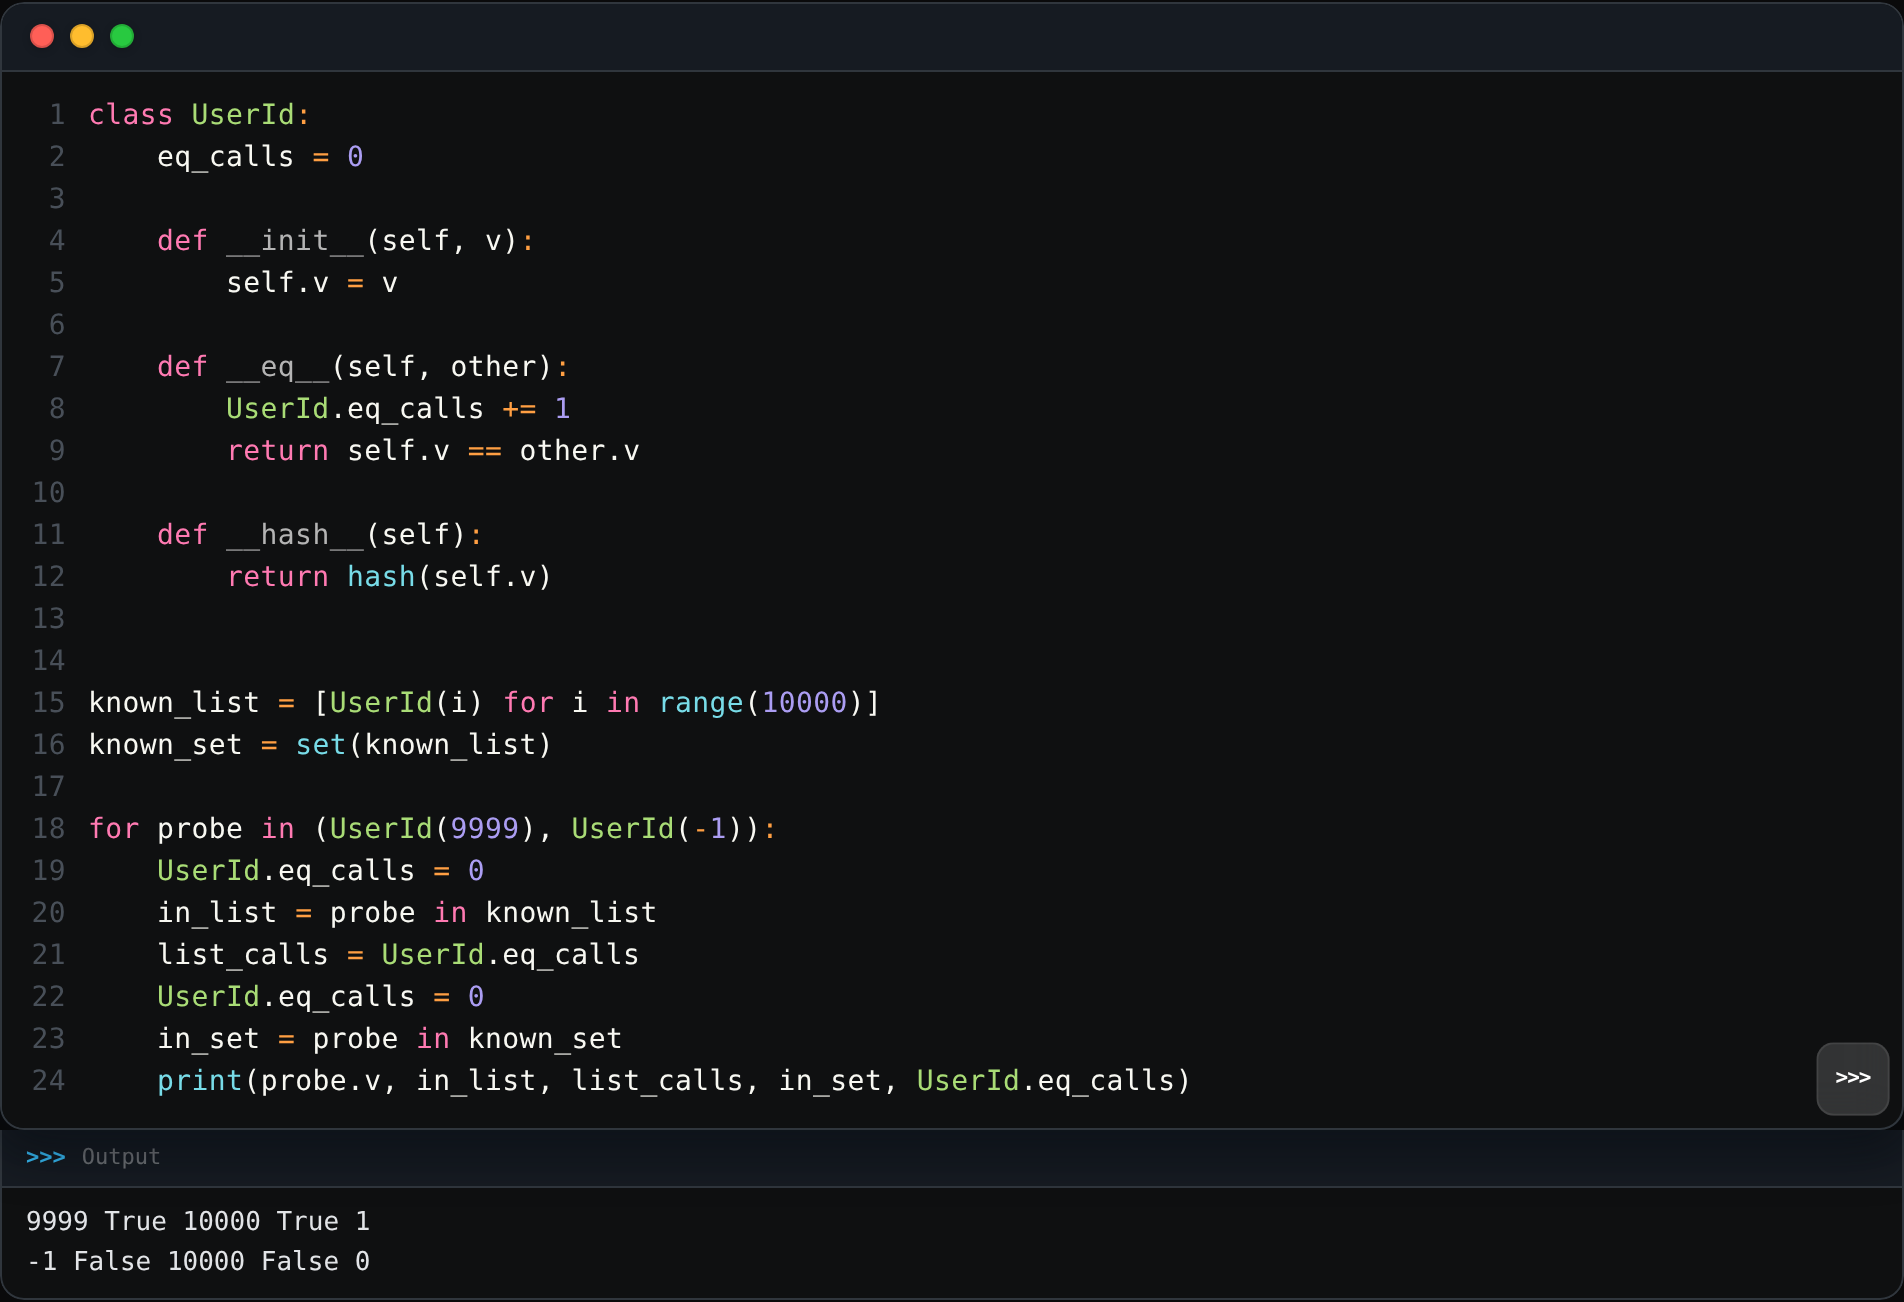 1 class UserId:
2     eq_calls = 0
3
4     def __init__(self, v):
5         self.v = v
6
7     def __eq__(self, other):
8         UserId.eq_calls += 1
9         return self.v == other.v
10
11     def __hash__(self):
12         return hash(self.v)
13
14
15 known_list = [UserId(i) for i in range(10000)]
16 known_set = set(known_list)
17
18 for probe in (UserId(9999), UserId(-1)):
19     UserId.eq_calls = 0
20     in_list = probe in known_list
21     list_calls = UserId.eq_calls
22     UserId.eq_calls = 0
23     in_set = probe in known_set
24     print(probe.v, in_list, list_calls, in_set, UserId.eq_calls)
>>>
>>> Output
9999 True 10000 True 1
-1 False 10000 False 0